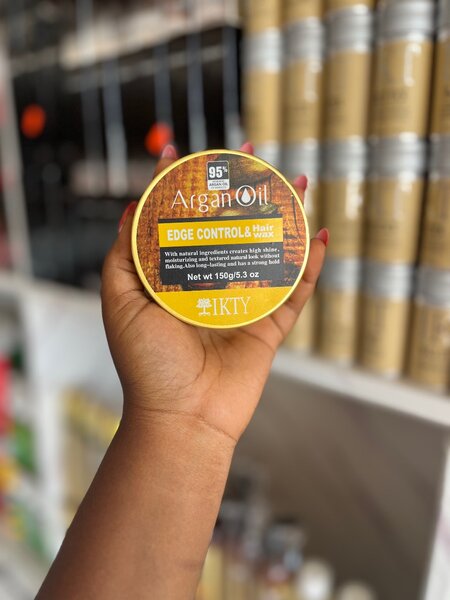 95%
ARGAN OIL
Argan Oil
EDGE CONTROL & Hair wax
With natural ingredients creates high shine,
moisturizing and textured natural look without
flaking.Also long-lasting and has a strong hold
Net wt 150g/5.3 oz
IKTY